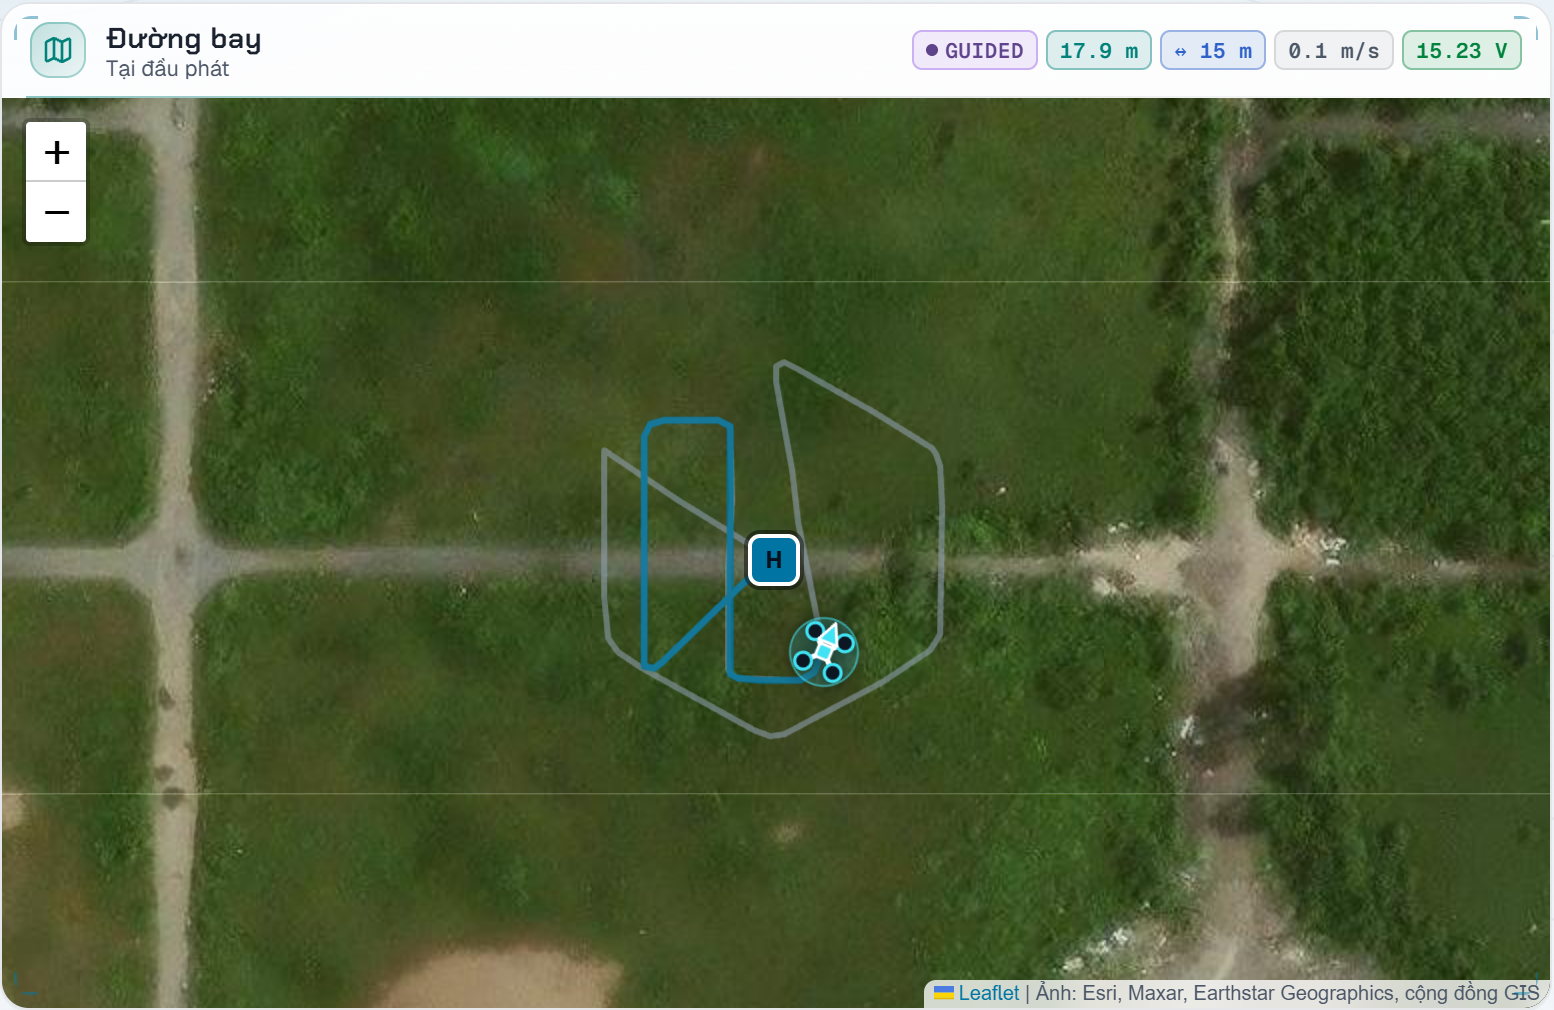 Đường bay
Tại đầu phát
GUIDED
17.9 m
↔ 15 m
0.1 m/s
15.23 V
+
−
H
Leaflet | Ảnh: Esri, Maxar, Earthstar Geographics, cộng đồng GIS